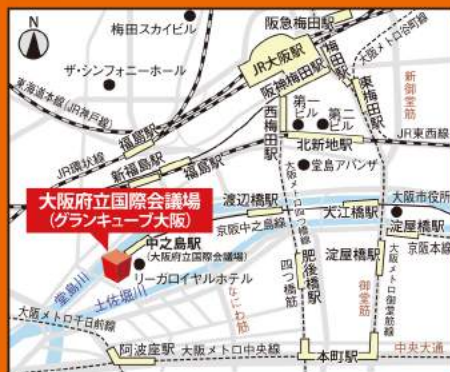 N
梅田スカイビル
阪急梅田駅
ザ・シンフォニーホール
JR大阪駅
梅田駅
大阪メトロ谷町線
阪神梅田駅
東梅田駅
新御堂筋
東海道本線(JR神戸線)
西梅田駅
第一ビル
第二ビル
福島駅
北新地駅
JR東西線
JR環状線
新福島駅
福島駅
堂島アバンザ
大阪府立国際会議場
(グランキューブ大阪)
渡辺橋駅
大阪市役所
京阪中之島線
大江橋駅
淀屋橋駅
中之島駅
(大阪府立国際会議場)
リーガロイヤルホテル
大阪メトロ四つ橋線
肥後橋駅
淀屋橋駅
京阪本線
堂島川
土佐堀川
なにわ筋
四つ橋筋
御堂筋
大阪メトロ御堂筋線
大阪メトロ千日前線
阿波座駅
大阪メトロ中央線
本町駅
中央大通